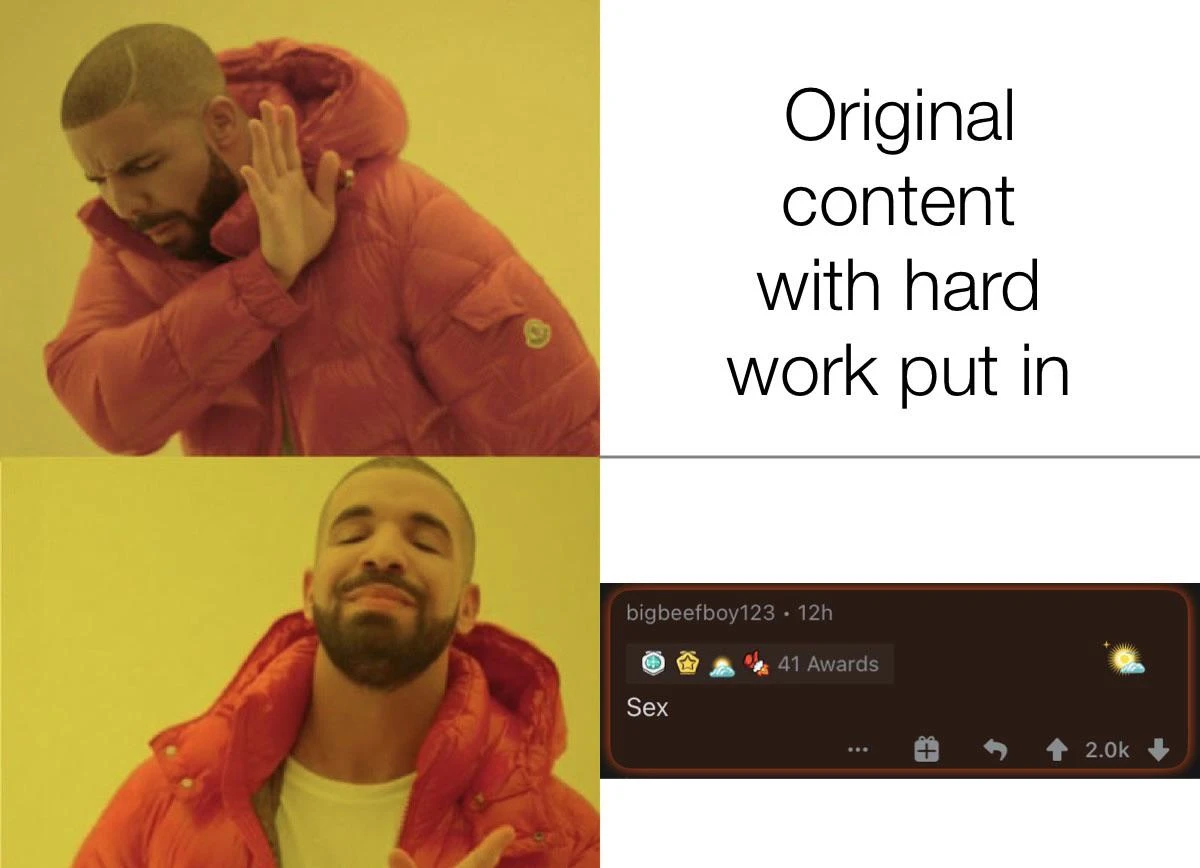 Original
content
with hard
work put in
bigbeefboy123 • 12h
41 Awards
Sex
2.0k